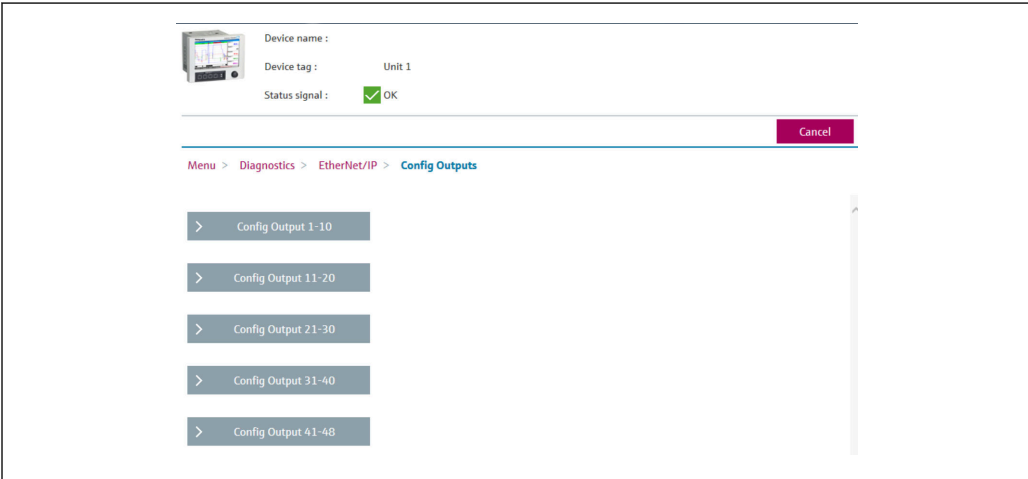 Device name :
Device tag : Unit 1
Status signal : OK
Cancel
Menu > Diagnostics > EtherNet/IP > Config Outputs
Config Output 1-10
Config Output 11-20
Config Output 21-30
Config Output 31-40
Config Output 41-48